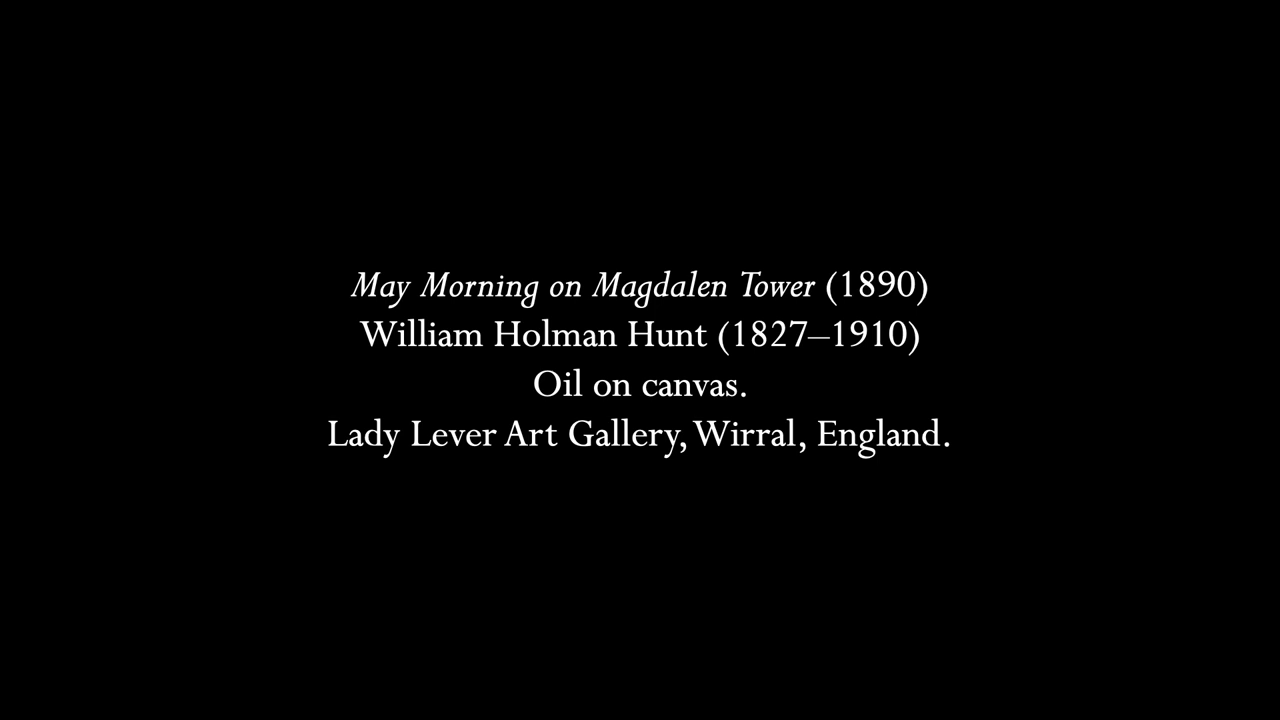 May Morning on Magdalen Tower (1890)
William Holman Hunt (1827–1910)
Oil on canvas.
Lady Lever Art Gallery, Wirral, England.